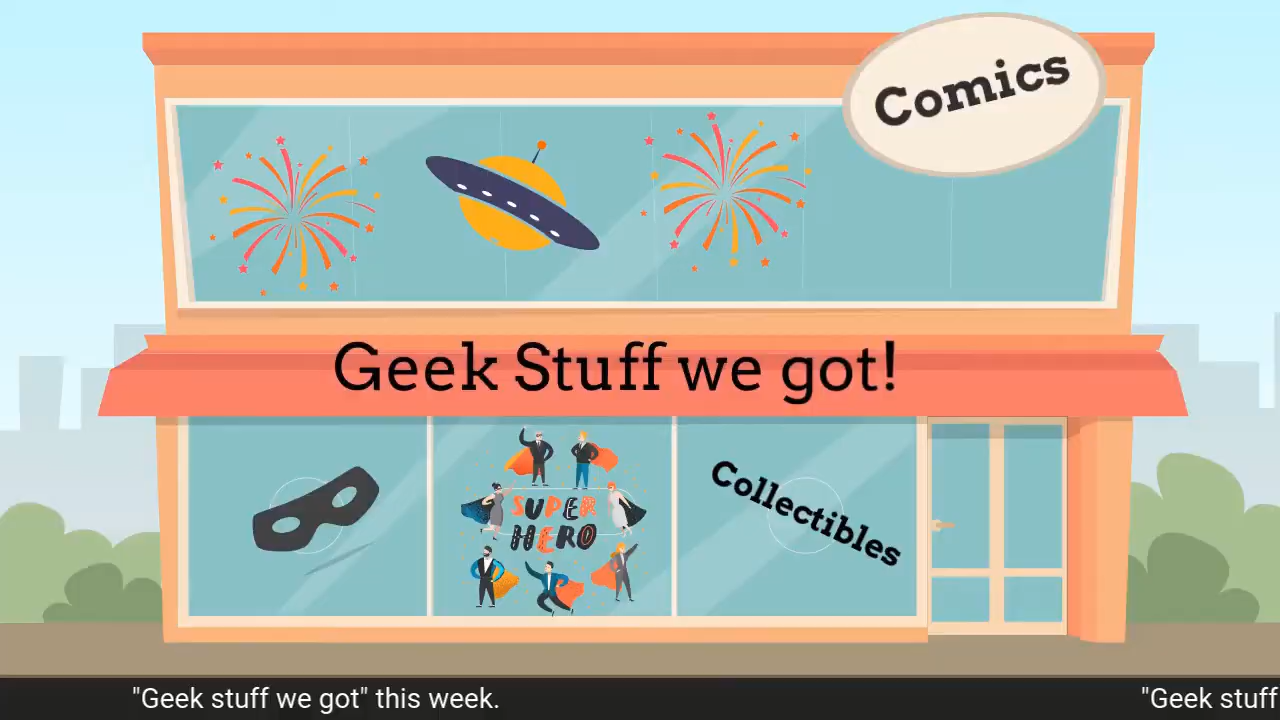 Comics
Geek Stuff we got!
SUPER
HERO
Collectibles
"Geek stuff we got" this week.
"Geek stuff